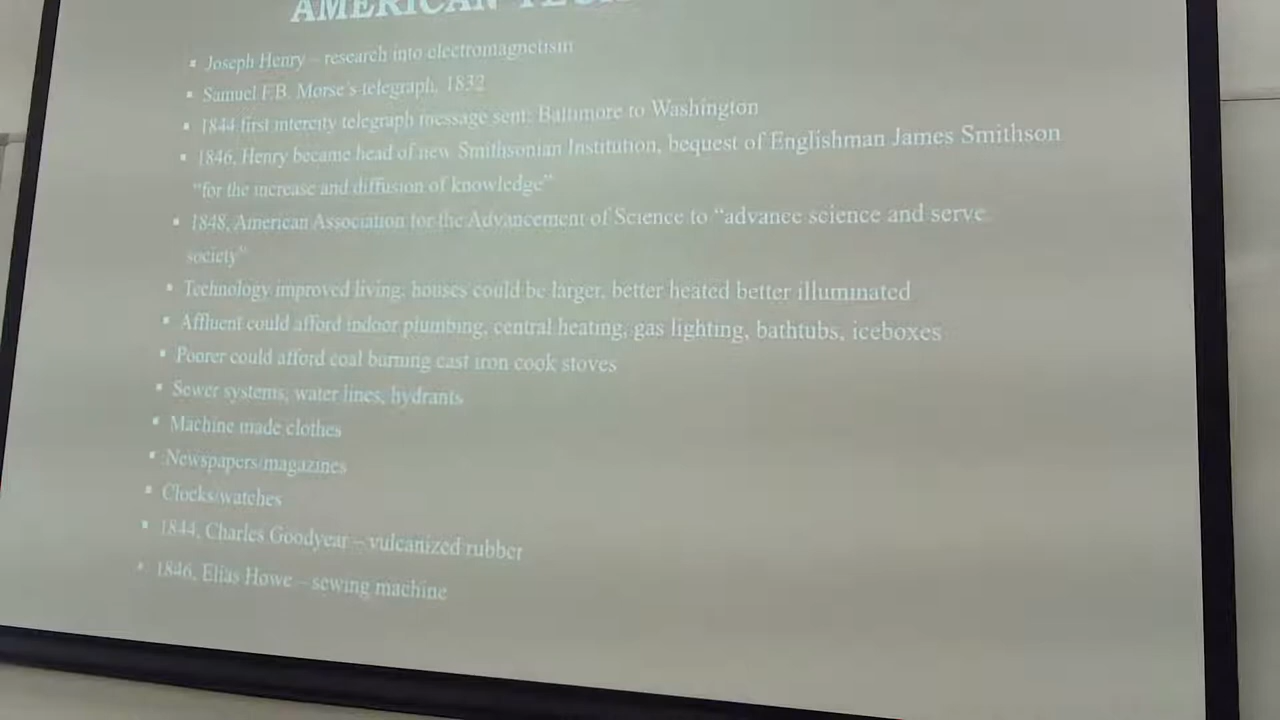 AMERICAN
▪ Joseph Henry – research into electromagnetism
▪ Samuel F.B. Morse's telegraph, 1832
▪ 1844 first intercity telegraph message sent: Baltimore to Washington
▪ 1846, Henry became head of new Smithsonian Institution, bequest of Englishman James Smithson
“for the increase and diffusion of knowledge”
▪ 1848, American Association for the Advancement of Science to “advance science and serve
society”
▪ Technology improved living, houses could be larger, better heated better illuminated
▪ Affluent could afford indoor plumbing, central heating, gas lighting, bathtubs, iceboxes
▪ Poorer could afford coal burning cast iron cook stoves
▪ Sewer systems, water lines, hydrants
▪ Machine made clothes
▪ Newspapers/magazines
▪ Clocks/watches
▪ 1844, Charles Goodyear – vulcanized rubber
▪ 1846, Elias Howe – sewing machine